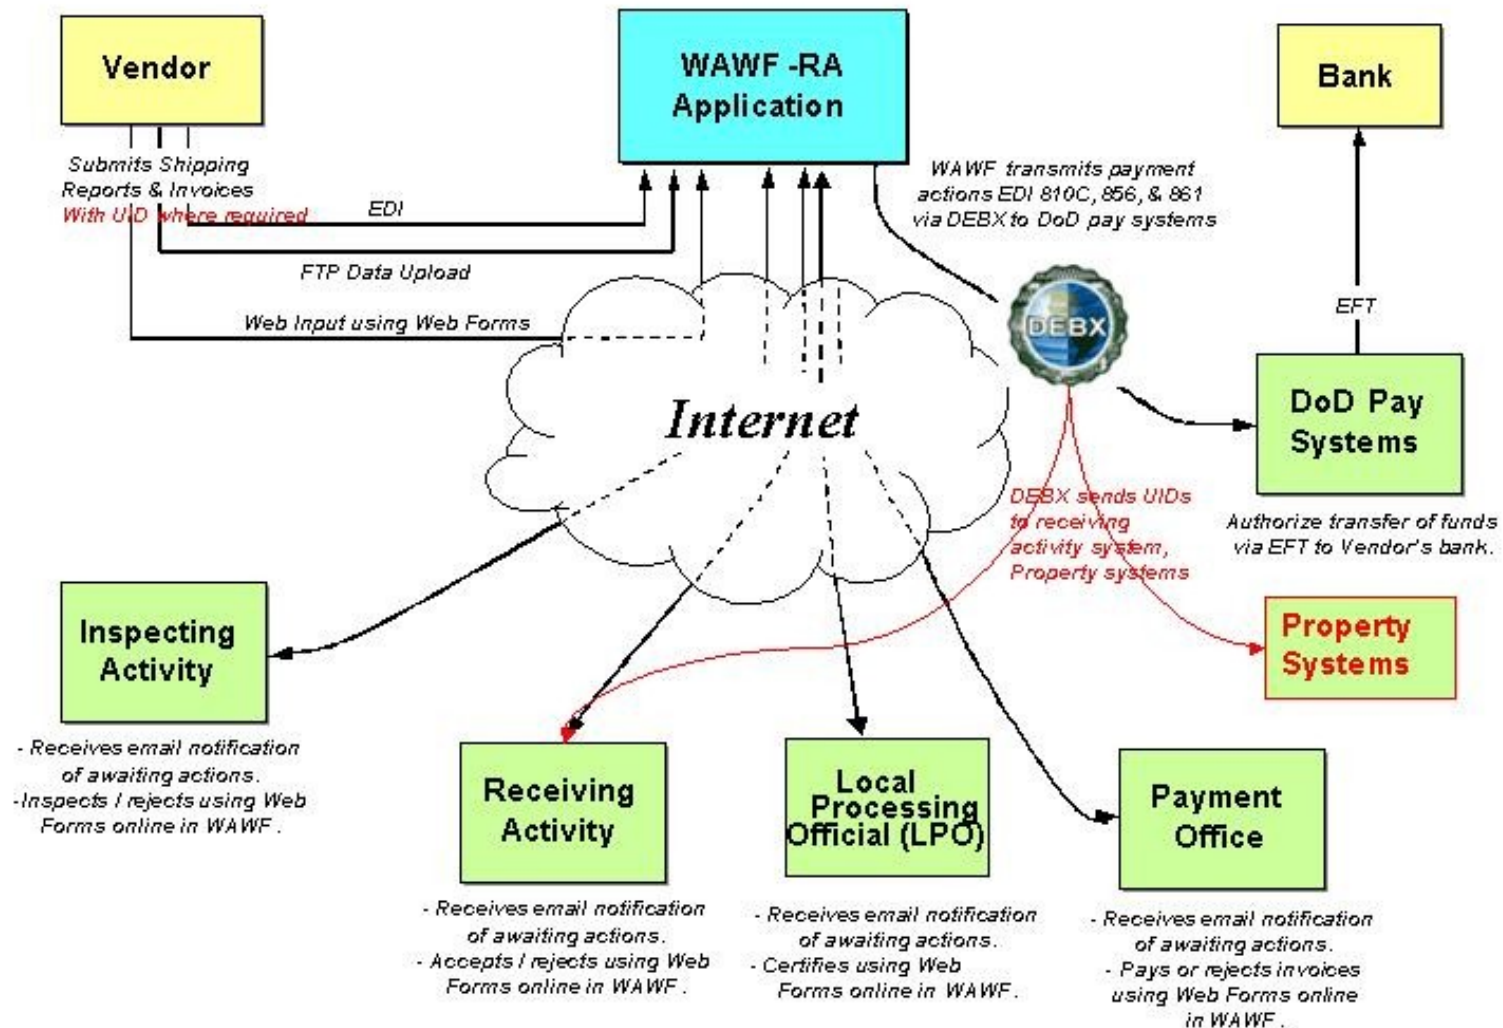 Vendor
Submits Shipping
Reports & Invoices
With UID where required
EDI
FTP Data Upload
Web Input using Web Forms
WAWF -RA
Application
WAWF transmits payment
actions EDI 810C, 856, & 861
via DEBX to DoD pay systems
Bank
EFT
DEBX
DoD Pay
Systems
Authorize transfer of funds
via EFT to Vendor's bank.
Internet
DEBX sends UIDs
to receiving
activity system,
Property systems
Property
Systems
Inspecting
Activity
- Receives email notification
of awaiting actions.
-Inspects / rejects using Web
Forms online in WAWF .
Receiving
Activity
- Receives email notification
of awaiting actions.
- Accepts / rejects using Web
Forms online in WAWF .
Local
Processing
Official (LPO)
- Receives email notification
of awaiting actions.
- Certifies using Web
Forms online in WAWF .
Payment
Office
- Receives email notification
of awaiting actions.
- Pays or rejects invoices
using Web Forms online
in WAWF .